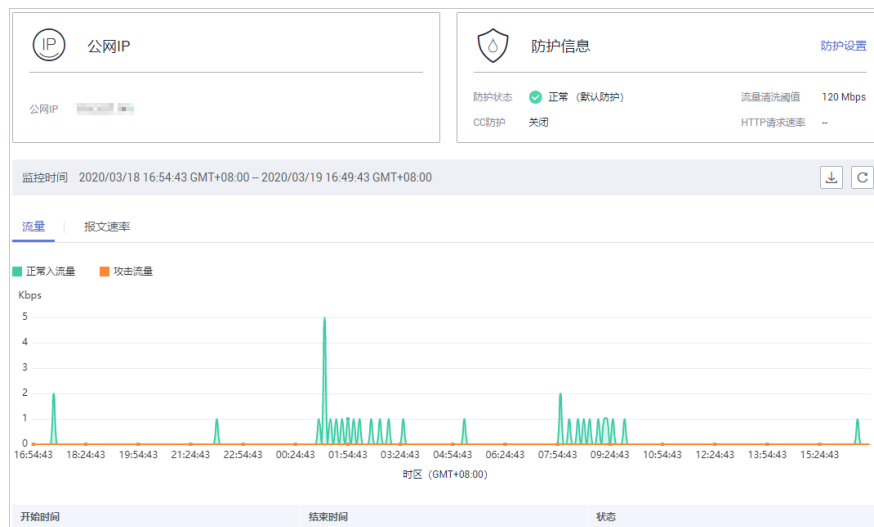 IP 公网IP
公网IP
防护信息 防护设置
防护状态 正常 (默认防护) 流量清洗阈值 120 Mbps
CC防护 关闭 HTTP请求速率 --
监控时间 2020/03/18 16:54:43 GMT+08:00 -- 2020/03/19 16:49:43 GMT+08:00
流量 报文速率
正常入流量 攻击流量
Kbps
5
4
3
2
1
0
16:54:43 18:24:43 19:54:43 21:24:43 22:54:43 00:24:43 01:54:43 03:24:43 04:54:43 06:24:43 07:54:43 09:24:43 10:54:43 12:24:43 13:54:43 15:24:43
时区 (GMT+08:00)
开始时间 结束时间 状态